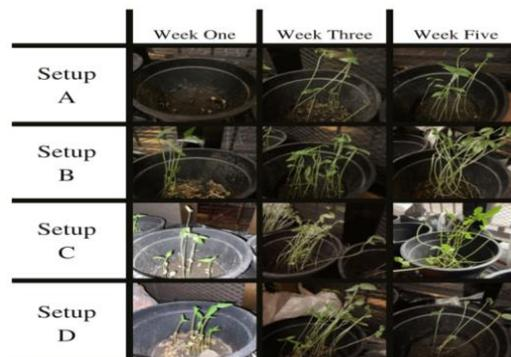 Week One
Week Three
Week Five
Setup
A
Setup
B
Setup
C
Setup
D